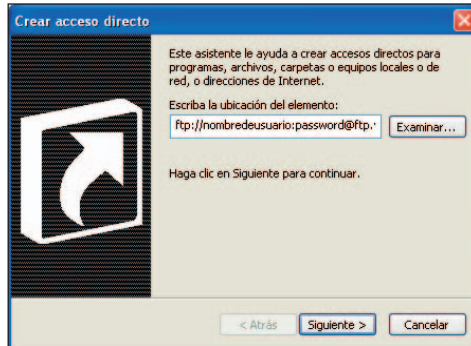 Crear acceso directo
Este asistente le ayuda a crear accesos directos para
programas, archivos, carpetas o equipos locales o de
red, o direcciones de Internet.
Escriba la ubicación del elemento:
ftp://nombredeusuario:password@ftp.
Examinar...
Haga clic en Siguiente para continuar.
< Atrás
Siguiente >
Cancelar